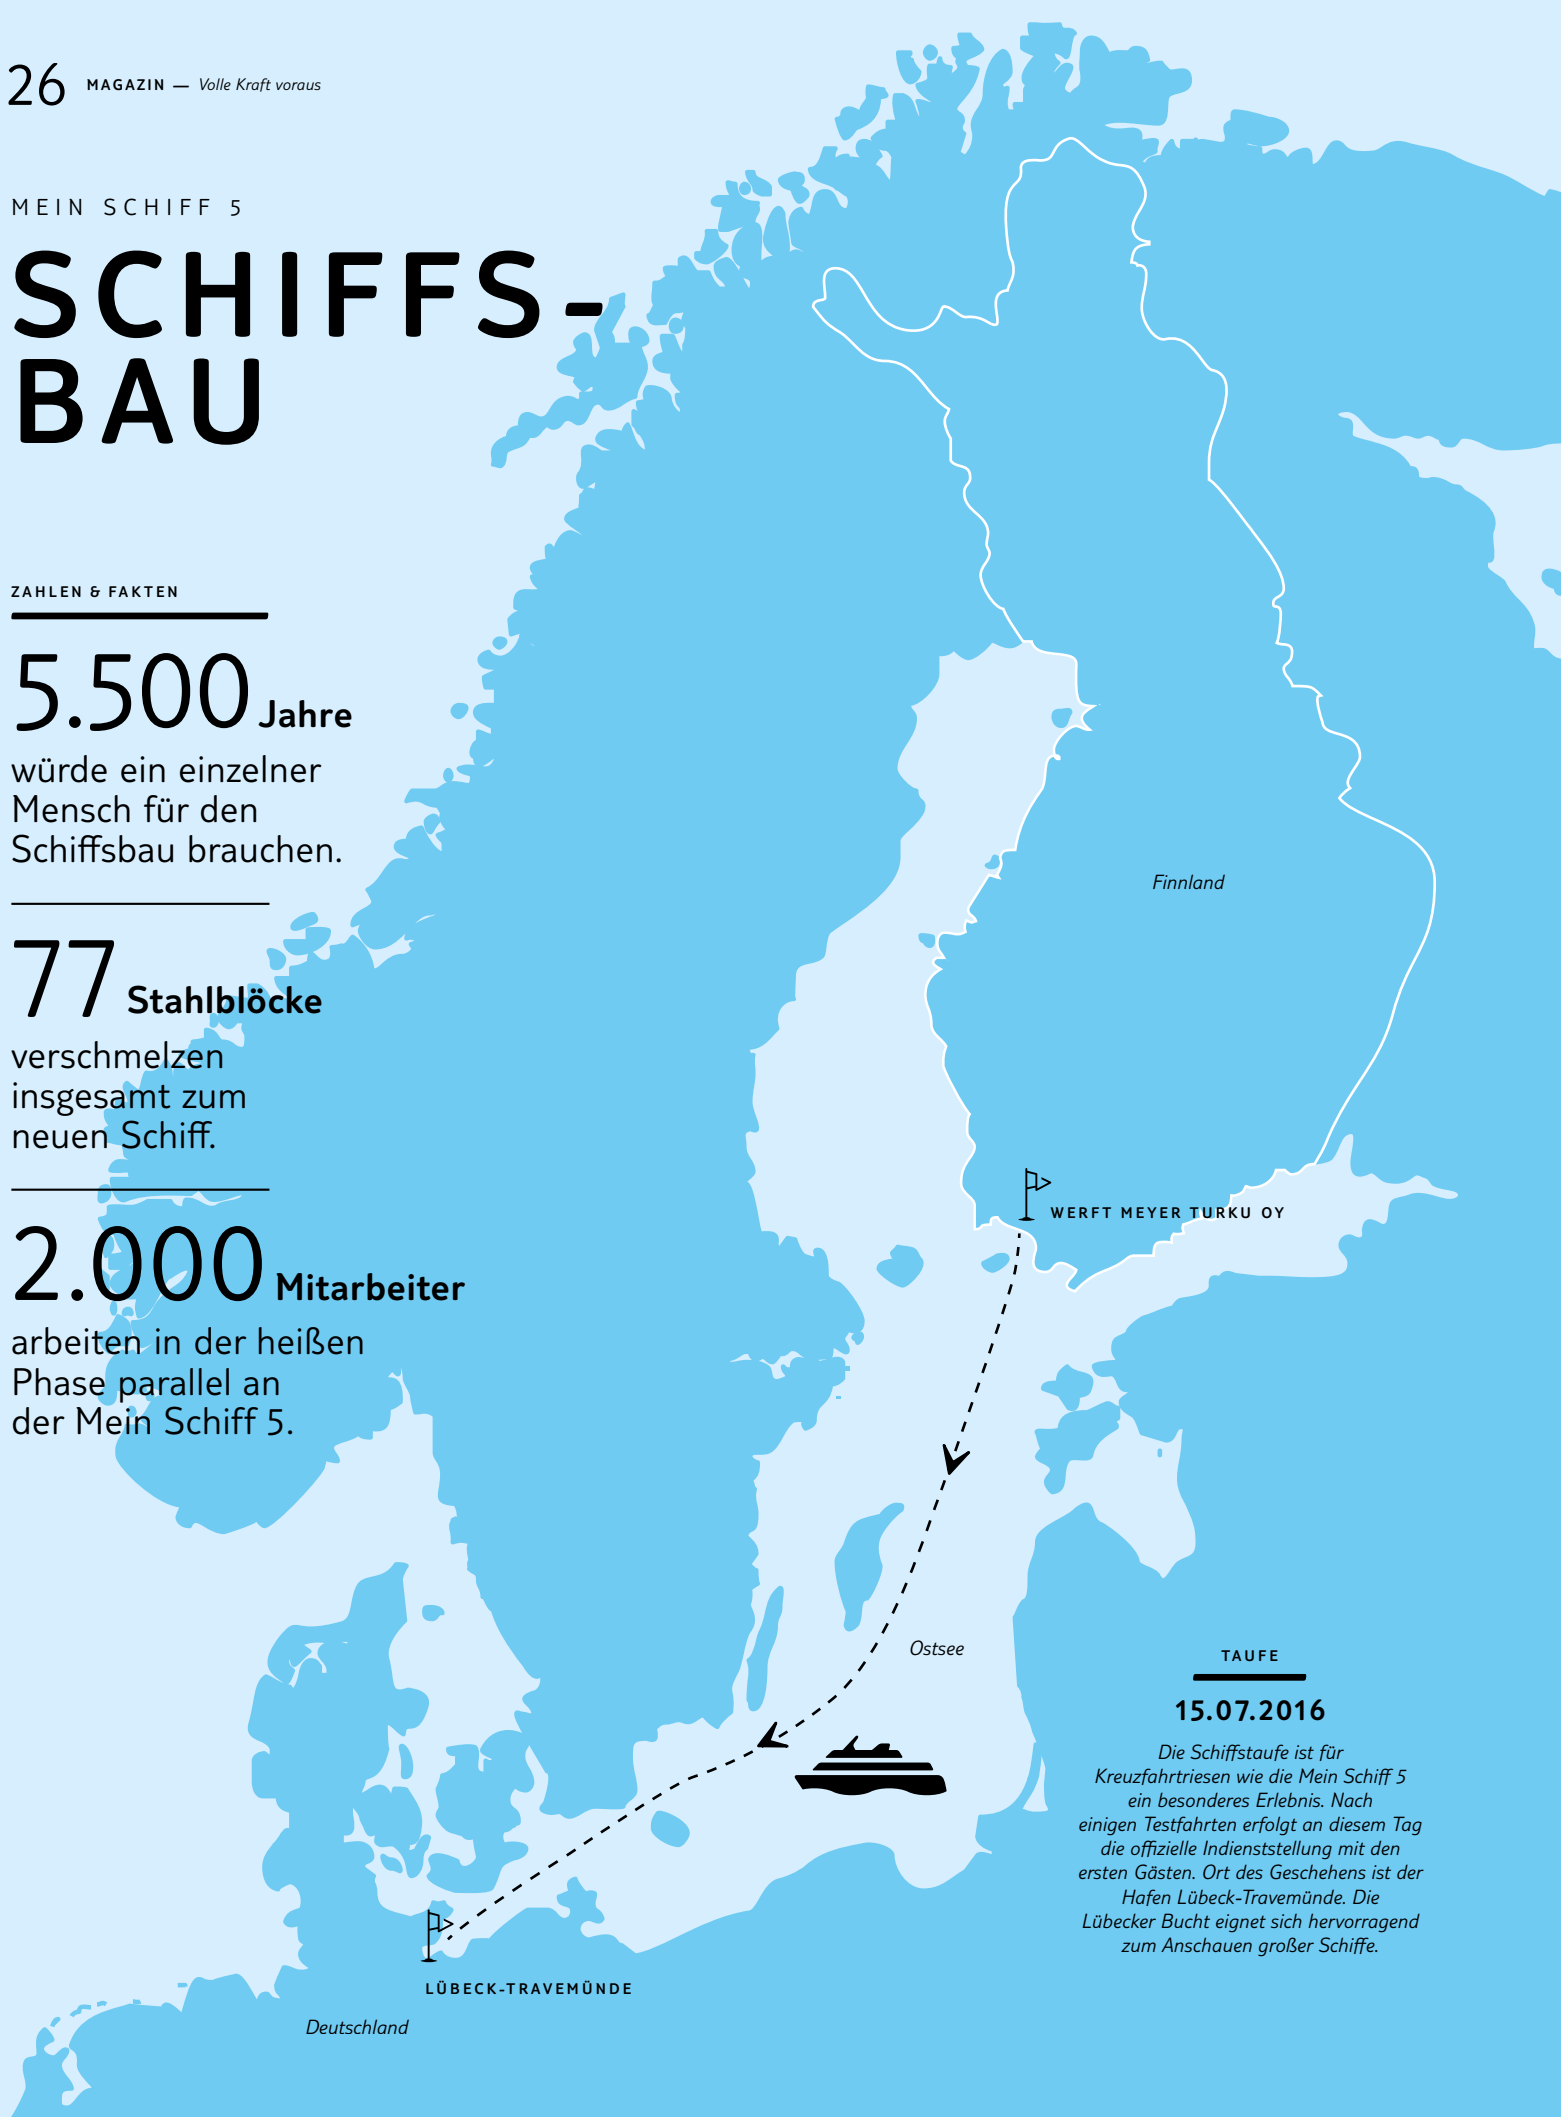 26 MAGAZIN — Volle Kraft voraus
MEIN SCHIFF 5
SCHIFFS-
BAU
ZAHLEN & FAKTEN
5.500 Jahre
würde ein einzelner
Mensch für den
Schiffsbau brauchen.
77 Stahlblöcke
verschmelzen
insgesamt zum
neuen Schiff.
2.000 Mitarbeiter
arbeiten in der heißen
Phase parallel an
der Mein Schiff 5.
Finnland
WERFT MEYER TURKU OY
Ostsee
TAUFE
15.07.2016
Die Schiffstaufe ist für
Kreuzfahrtriesen wie die Mein Schiff 5
ein besonderes Erlebnis. Nach
einigen Testfahrten erfolgt an diesem Tag
die offizielle Indienststellung mit den
ersten Gästen. Ort des Geschehens ist der
Hafen Lübeck-Travemünde. Die
Lübecker Bucht eignet sich hervorragend
zum Anschauen großer Schiffe.
LÜBECK-TRAVEMÜNDE
Deutschland